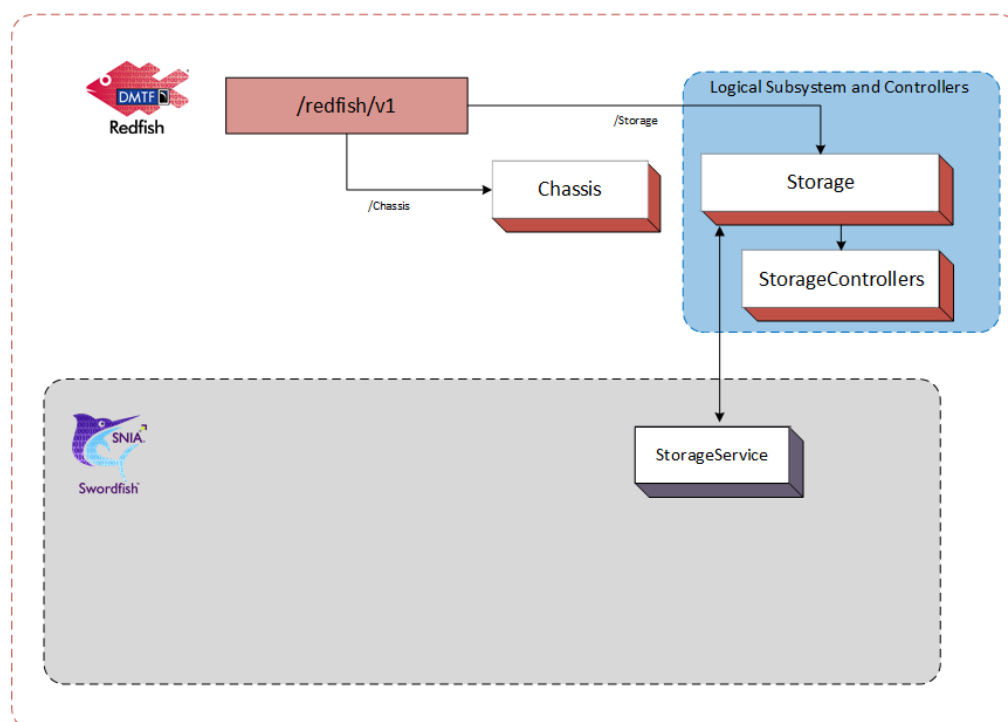 DMTF
Redfish
/redfish/v1
/Storage
/Chassis
Chassis
Logical Subsystem and Controllers
Storage
StorageControllers
SNIA
Swordfish
StorageService